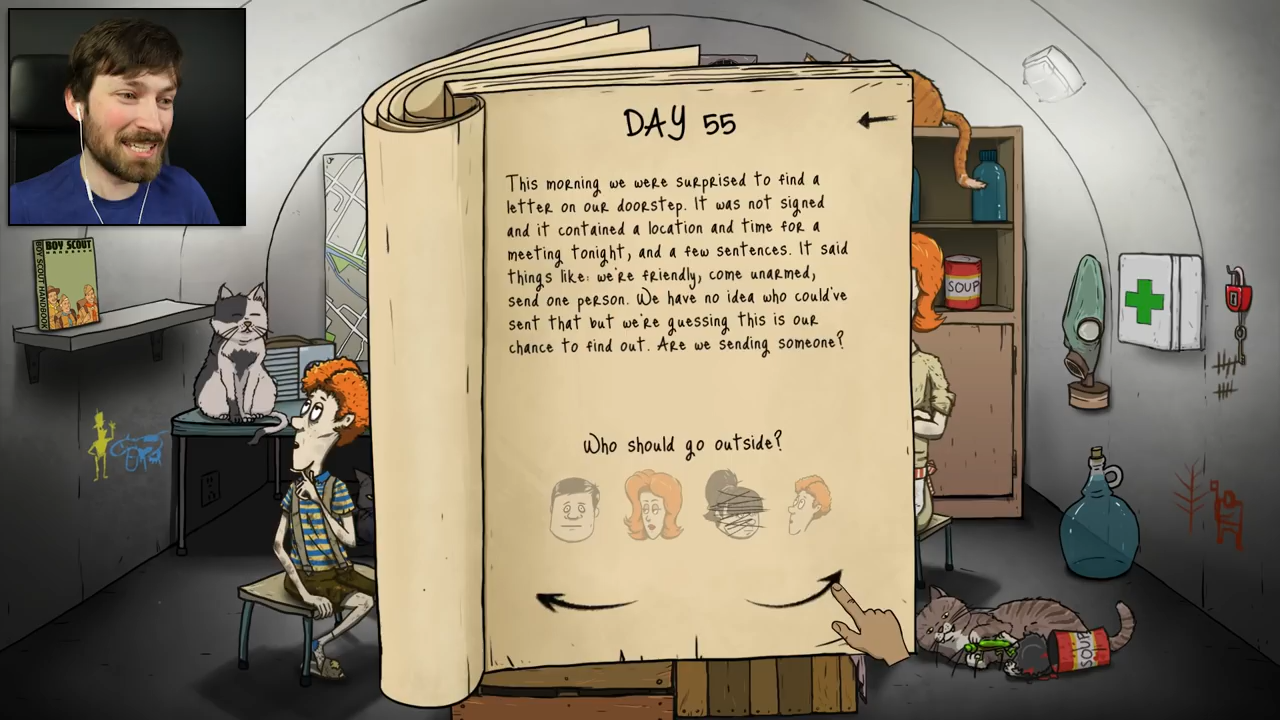 DAY 55
This morning we were surprised to find a
letter on our doorstep. It was not signed
and it contained a location and time for a
meeting tonight, and a few sentences. It said
things like: we're friendly, come unarmed,
send one person. We have no idea who could've
sent that but we're guessing this is our
chance to find out. Are we sending someone?
Who should go outside?
BOY SCOUT
BOY SCOUT HANDBOOK
SOUP
SOUP